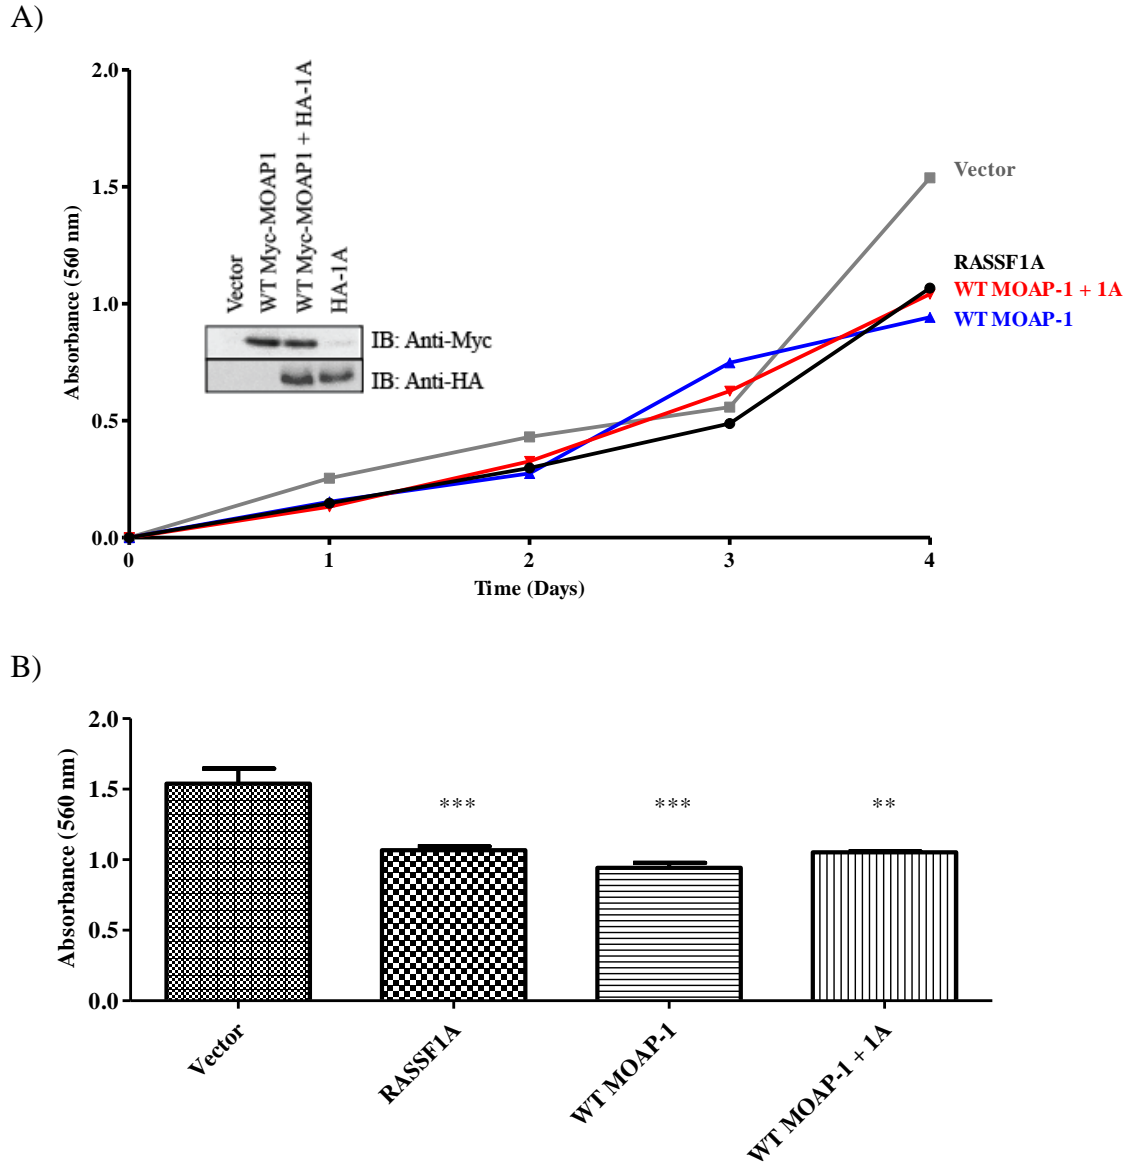 A)
Absorbance (560 nm)
2.0
1.5
1.0
0.5
0.0
0
1
2
3
4
Time (Days)
Vector
WT Myc-MOAP1
WT Myc-MOAP1 + HA-1A
HA-1A
IB: Anti-Myc
IB: Anti-HA
Vector
RASSF1A
WT MOAP-1 + 1A
WT MOAP-1
B)
Absorbance (560 nm)
2.0
1.5
1.0
0.5
0.0
***
***
**
Vector
RASSF1A
WT MOAP-1
WT MOAP-1 + 1A